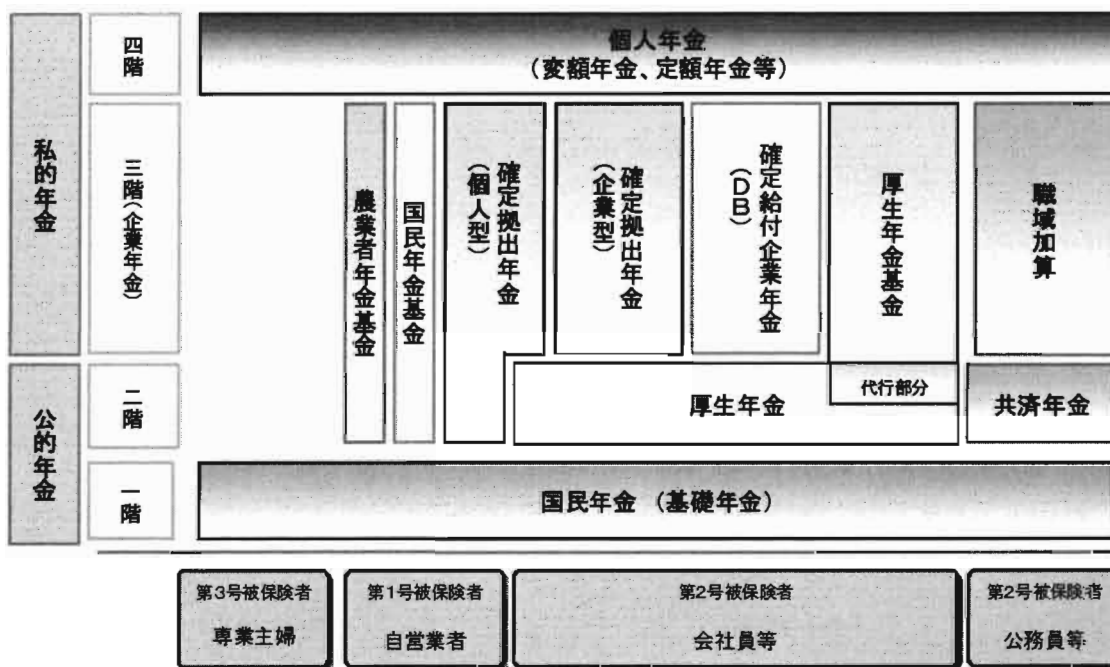 私的年金
公的年金
四階
三階(企業年金)
二階
一階
個人年金
(変額年金、定額年金等)
農業者年金基金
国民年金基金
確定拠出年金
(個人型)
確定拠出年金
(企業型)
確定給付企業年金
(DB)
厚生年金基金
職域加算
厚生年金
代行部分
共済年金
国民年金 (基礎年金)
第3号被保険者
専業主婦
第1号被保険者
自営業者
第2号被保険者
会社員等
第2号被保険者
公務員等